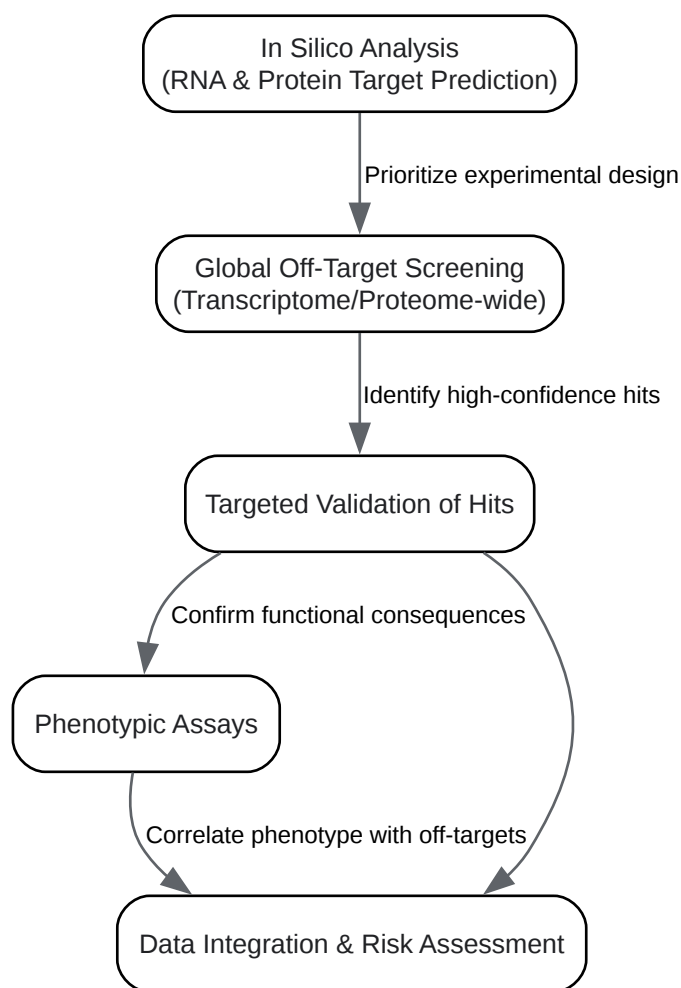 In Silico Analysis
(RNA & Protein Target Prediction)
Prioritize experimental design
Global Off-Target Screening
(Transcriptome/Proteome-wide)
Identify high-confidence hits
Targeted Validation of Hits
Confirm functional consequences
Phenotypic Assays
Correlate phenotype with off-targets
Data Integration & Risk Assessment